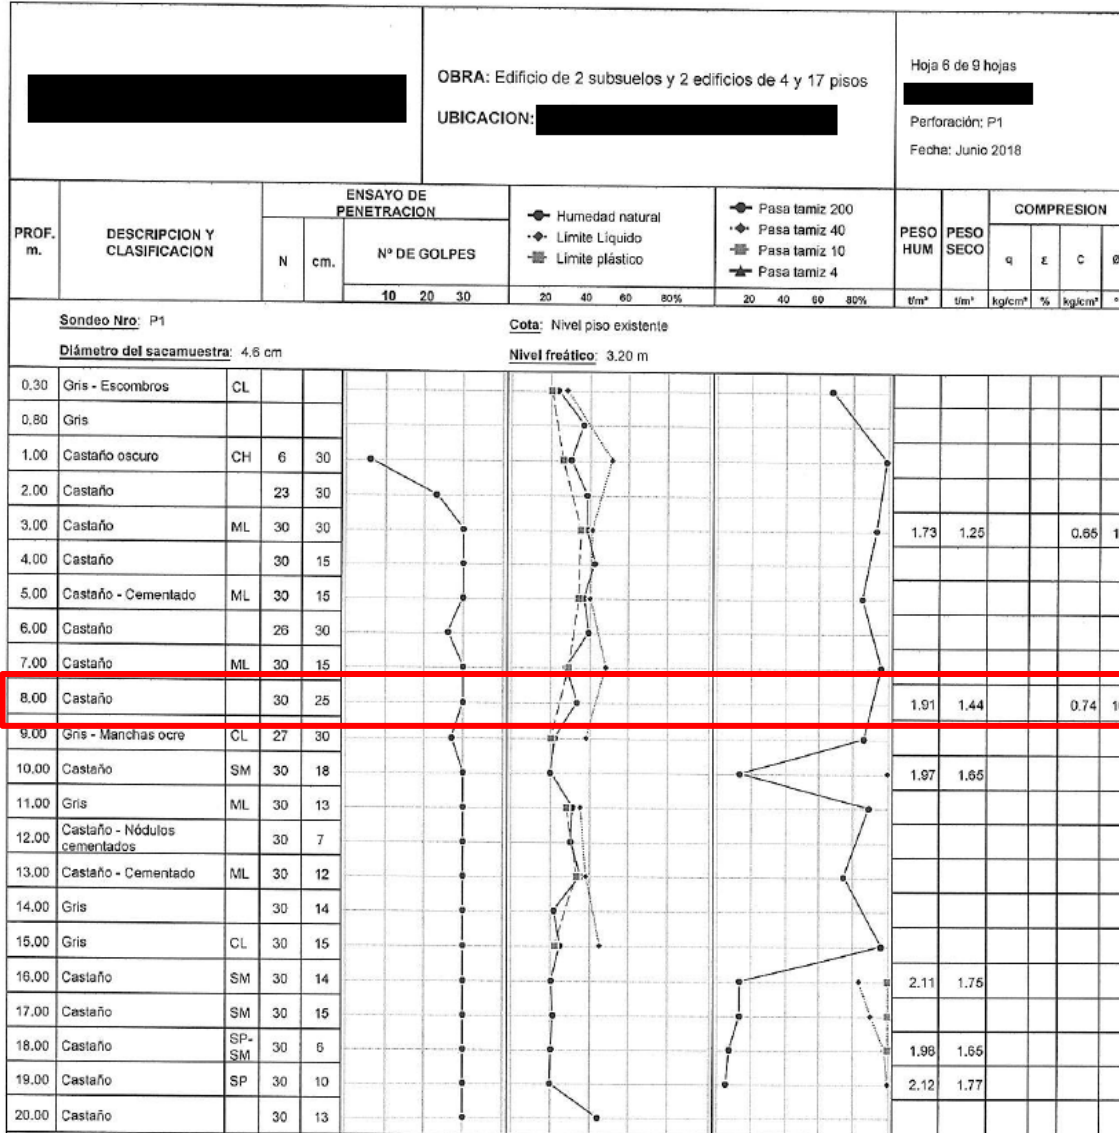 OBRA: Edificio de 2 subsuelos y 2 edificios de 4 y 17 pisos
UBICACION:
Hoja 6 de 9 hojas
Perforación: P1
Fecha: Junio 2018
PROF. m.
DESCRIPCION Y CLASIFICACION
ENSAYO DE PENETRACION
N
cm.
Nº DE GOLPES
10 20 30
Humedad natural
Límite Líquido
Límite plástico
20 40 60 80%
Pasa tamiz 200
Pasa tamiz 40
Pasa tamiz 10
Pasa tamiz 4
20 40 60 80%
PESO HUM
t/m³
PESO SECO
t/m³
COMPRESION
q ε C Ø
kg/cm² % kg/cm² °
Sondeo Nro: P1
Cota: Nivel piso existente
Diámetro del sacamuestra: 4.6 cm
Nivel freático: 3.20 m
0.30 Gris - Escombros CL
0.80 Gris
1.00 Castaño oscuro CH 6 30
2.00 Castaño 23 30
3.00 Castaño ML 30 30 1.73 1.25 0.65 1
4.00 Castaño 30 15
5.00 Castaño - Cementado ML 30 15
6.00 Castaño 26 30
7.00 Castaño ML 30 15
8.00 Castaño 30 25 1.91 1.44 0.74 1
9.00 Gris - Manchas ocre CL 27 30
10.00 Castaño SM 30 18 1.97 1.65
11.00 Gris ML 30 13
12.00 Castaño - Nódulos cementados 30 7
13.00 Castaño - Cementado ML 30 12
14.00 Gris 30 14
15.00 Gris CL 30 15
16.00 Castaño SM 30 14 2.11 1.75
17.00 Castaño SM 30 15
18.00 Castaño SP-SM 30 6 1.98 1.65
19.00 Castaño SP 30 10 2.12 1.77
20.00 Castaño 30 13